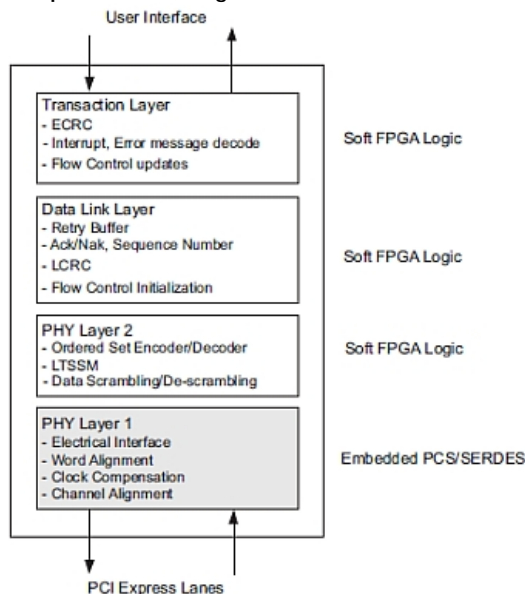 User Interface
Transaction Layer
- ECRC
- Interrupt, Error message decode
- Flow Control updates
Soft FPGA Logic
Data Link Layer
- Retry Buffer
- Ack/Nak, Sequence Number
- LCRC
- Flow Control Initialization
Soft FPGA Logic
PHY Layer 2
- Ordered Set Encoder/Decoder
- LTSSM
- Data Scrambling/De-scrambling
Soft FPGA Logic
PHY Layer 1
- Electrical Interface
- Word Alignment
- Clock Compensation
- Channel Alignment
Embedded PCS/SERDES
PCI Express Lanes